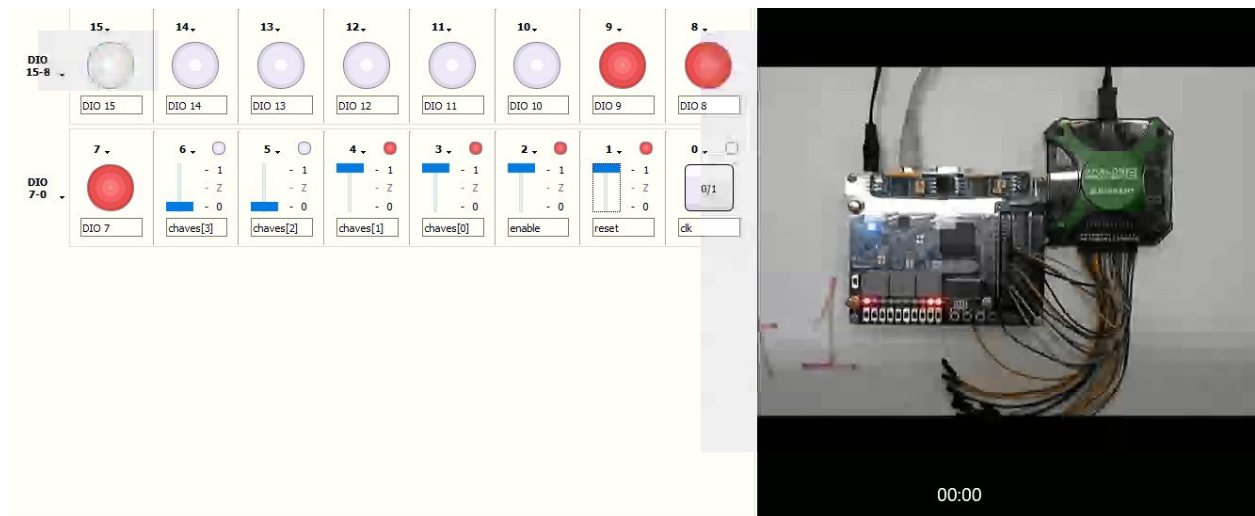 15 14 13 12 11 10 9 8
DIO
15-8
DIO 15 DIO 14 DIO 13 DIO 12 DIO 11 DIO 10 DIO 9 DIO 8
7 6 5 4 3 2 1 0
- 1 - 1 - 1 - 1 - 1 - 1
DIO
7-0
- Z - Z - Z - Z - Z - Z 0/1
- 0 - 0 - 0 - 0 - 0 - 0
DIO 7 chaves[3] chaves[2] chaves[1] chaves[0] enable reset clk
00:00